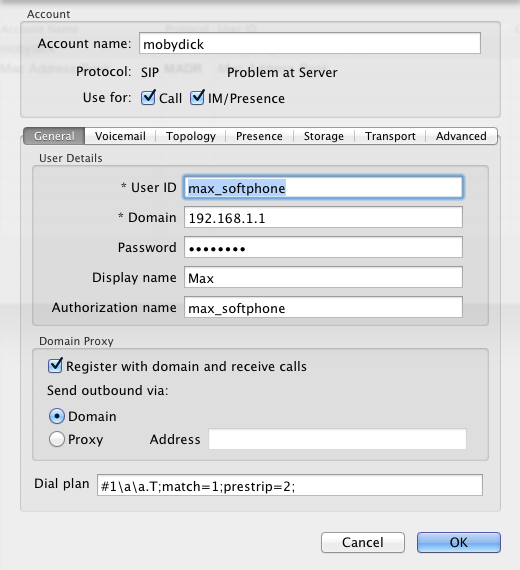 Account
Account name: mobydick
Protocol: SIP Problem at Server
Use for: Call IM/Presence
General Voicemail Topology Presence Storage Transport Advanced
User Details
* User ID max_softphone
* Domain 192.168.1.1
Password ••••••••
Display name Max
Authorization name max_softphone
Domain Proxy
Register with domain and receive calls
Send outbound via:
Domain
Proxy Address
Dial plan #1\a\a.T;match=1;prestrip=2;
Cancel OK